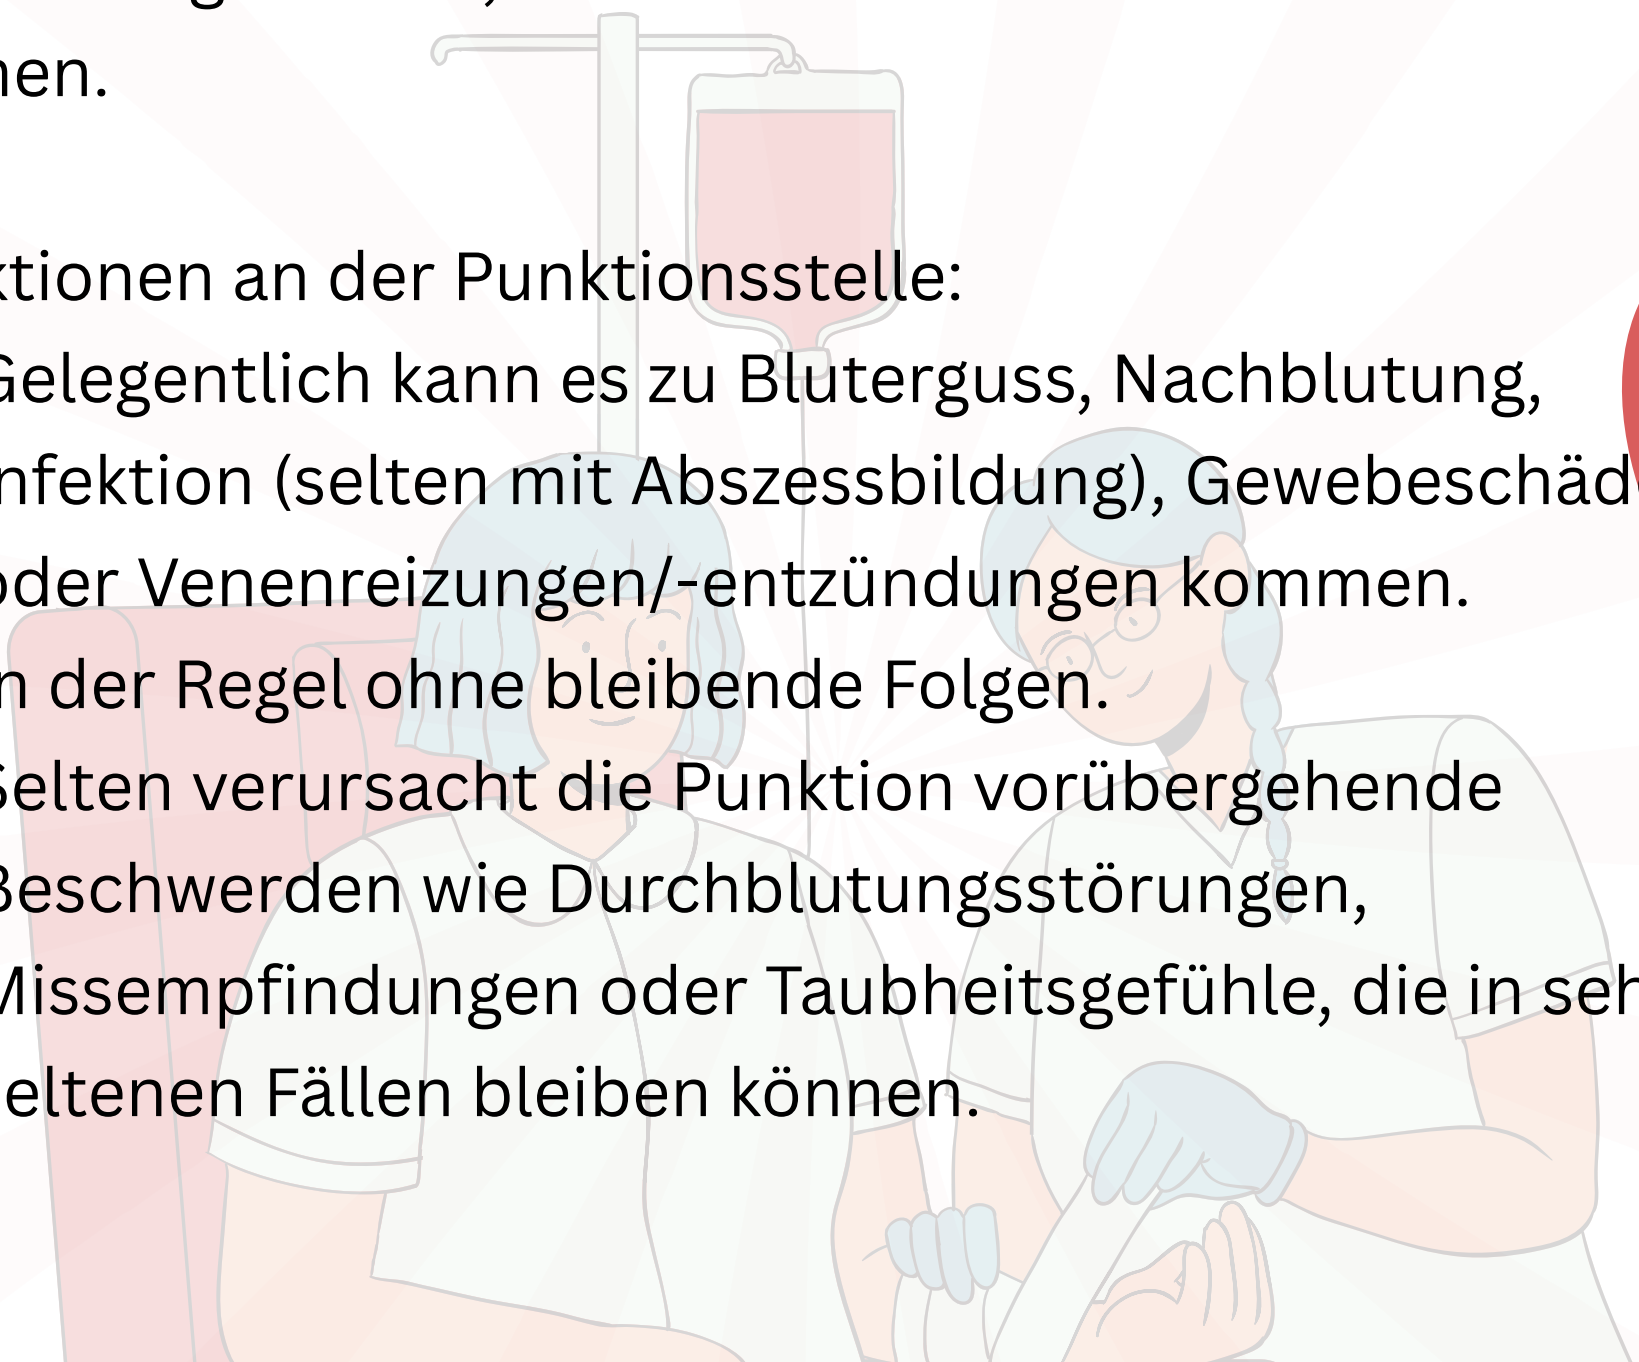 nen.
ktionen an der Punktionsstelle:
Gelegentlich kann es zu Bluterguss, Nachblutung,
nfektion (selten mit Abszessbildung), Gewebeschäd
oder Venenreizungen/-entzündungen kommen.
n der Regel ohne bleibende Folgen.
Selten verursacht die Punktion vorübergehende
Beschwerden wie Durchblutungsstörungen,
Missempfindungen oder Taubheitsgefühle, die in seh
eltenen Fällen bleiben können.